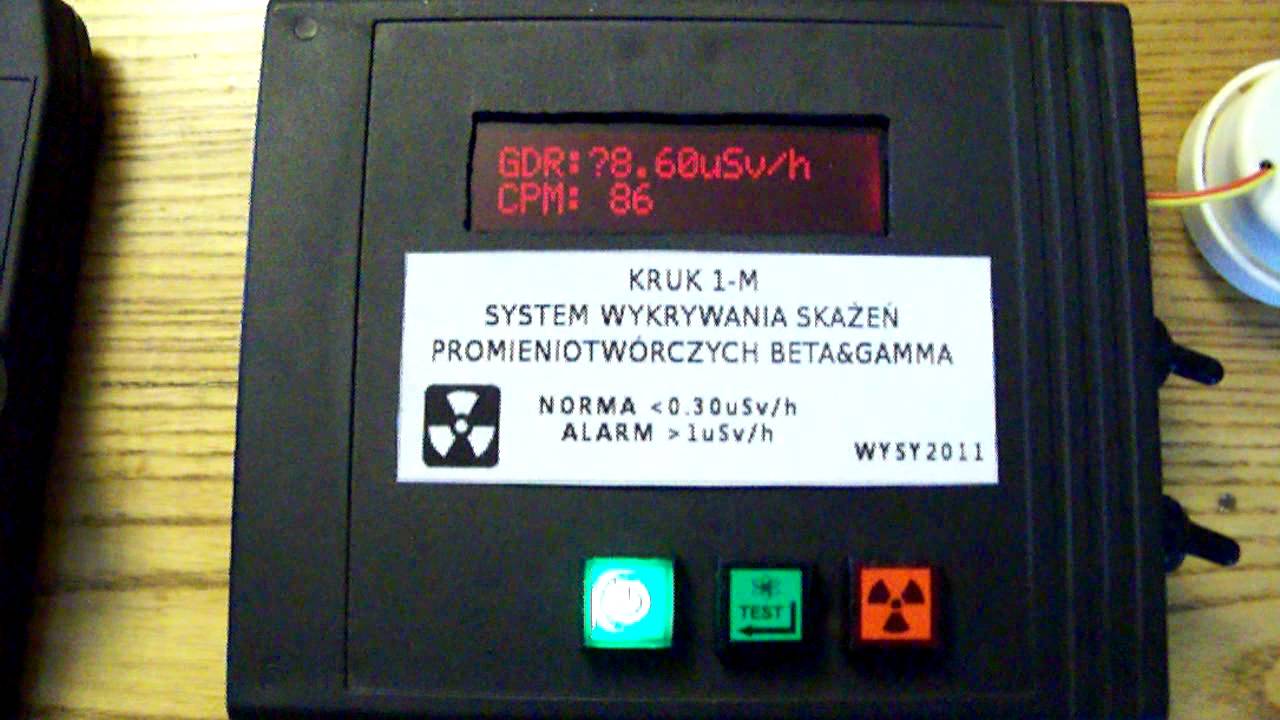 GDR:?8.60uSv/h
CPM: 86
KRUK 1-M
SYSTEM WYKRYWANIA SKAŻEŃ
PROMIENIOTWÓRCZYCH BETA&GAMMA
NORMA <0.30uSv/h
ALARM >1uSv/h
WYSY2011
TEST